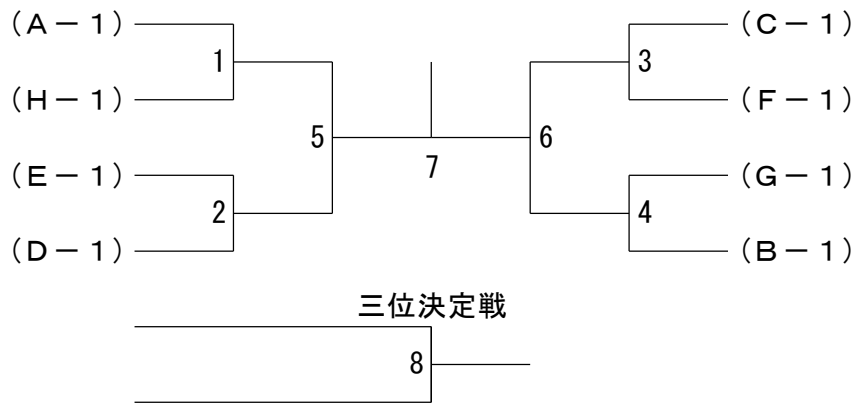 （Ａ－１）
（Ｃ－１）
1
3
（Ｈ－１）
（Ｆ－１）
5
6
7
（Ｅ－１）
（Ｇ－１）
2
4
（Ｄ－１）
（Ｂ－１）
三位決定戦
8